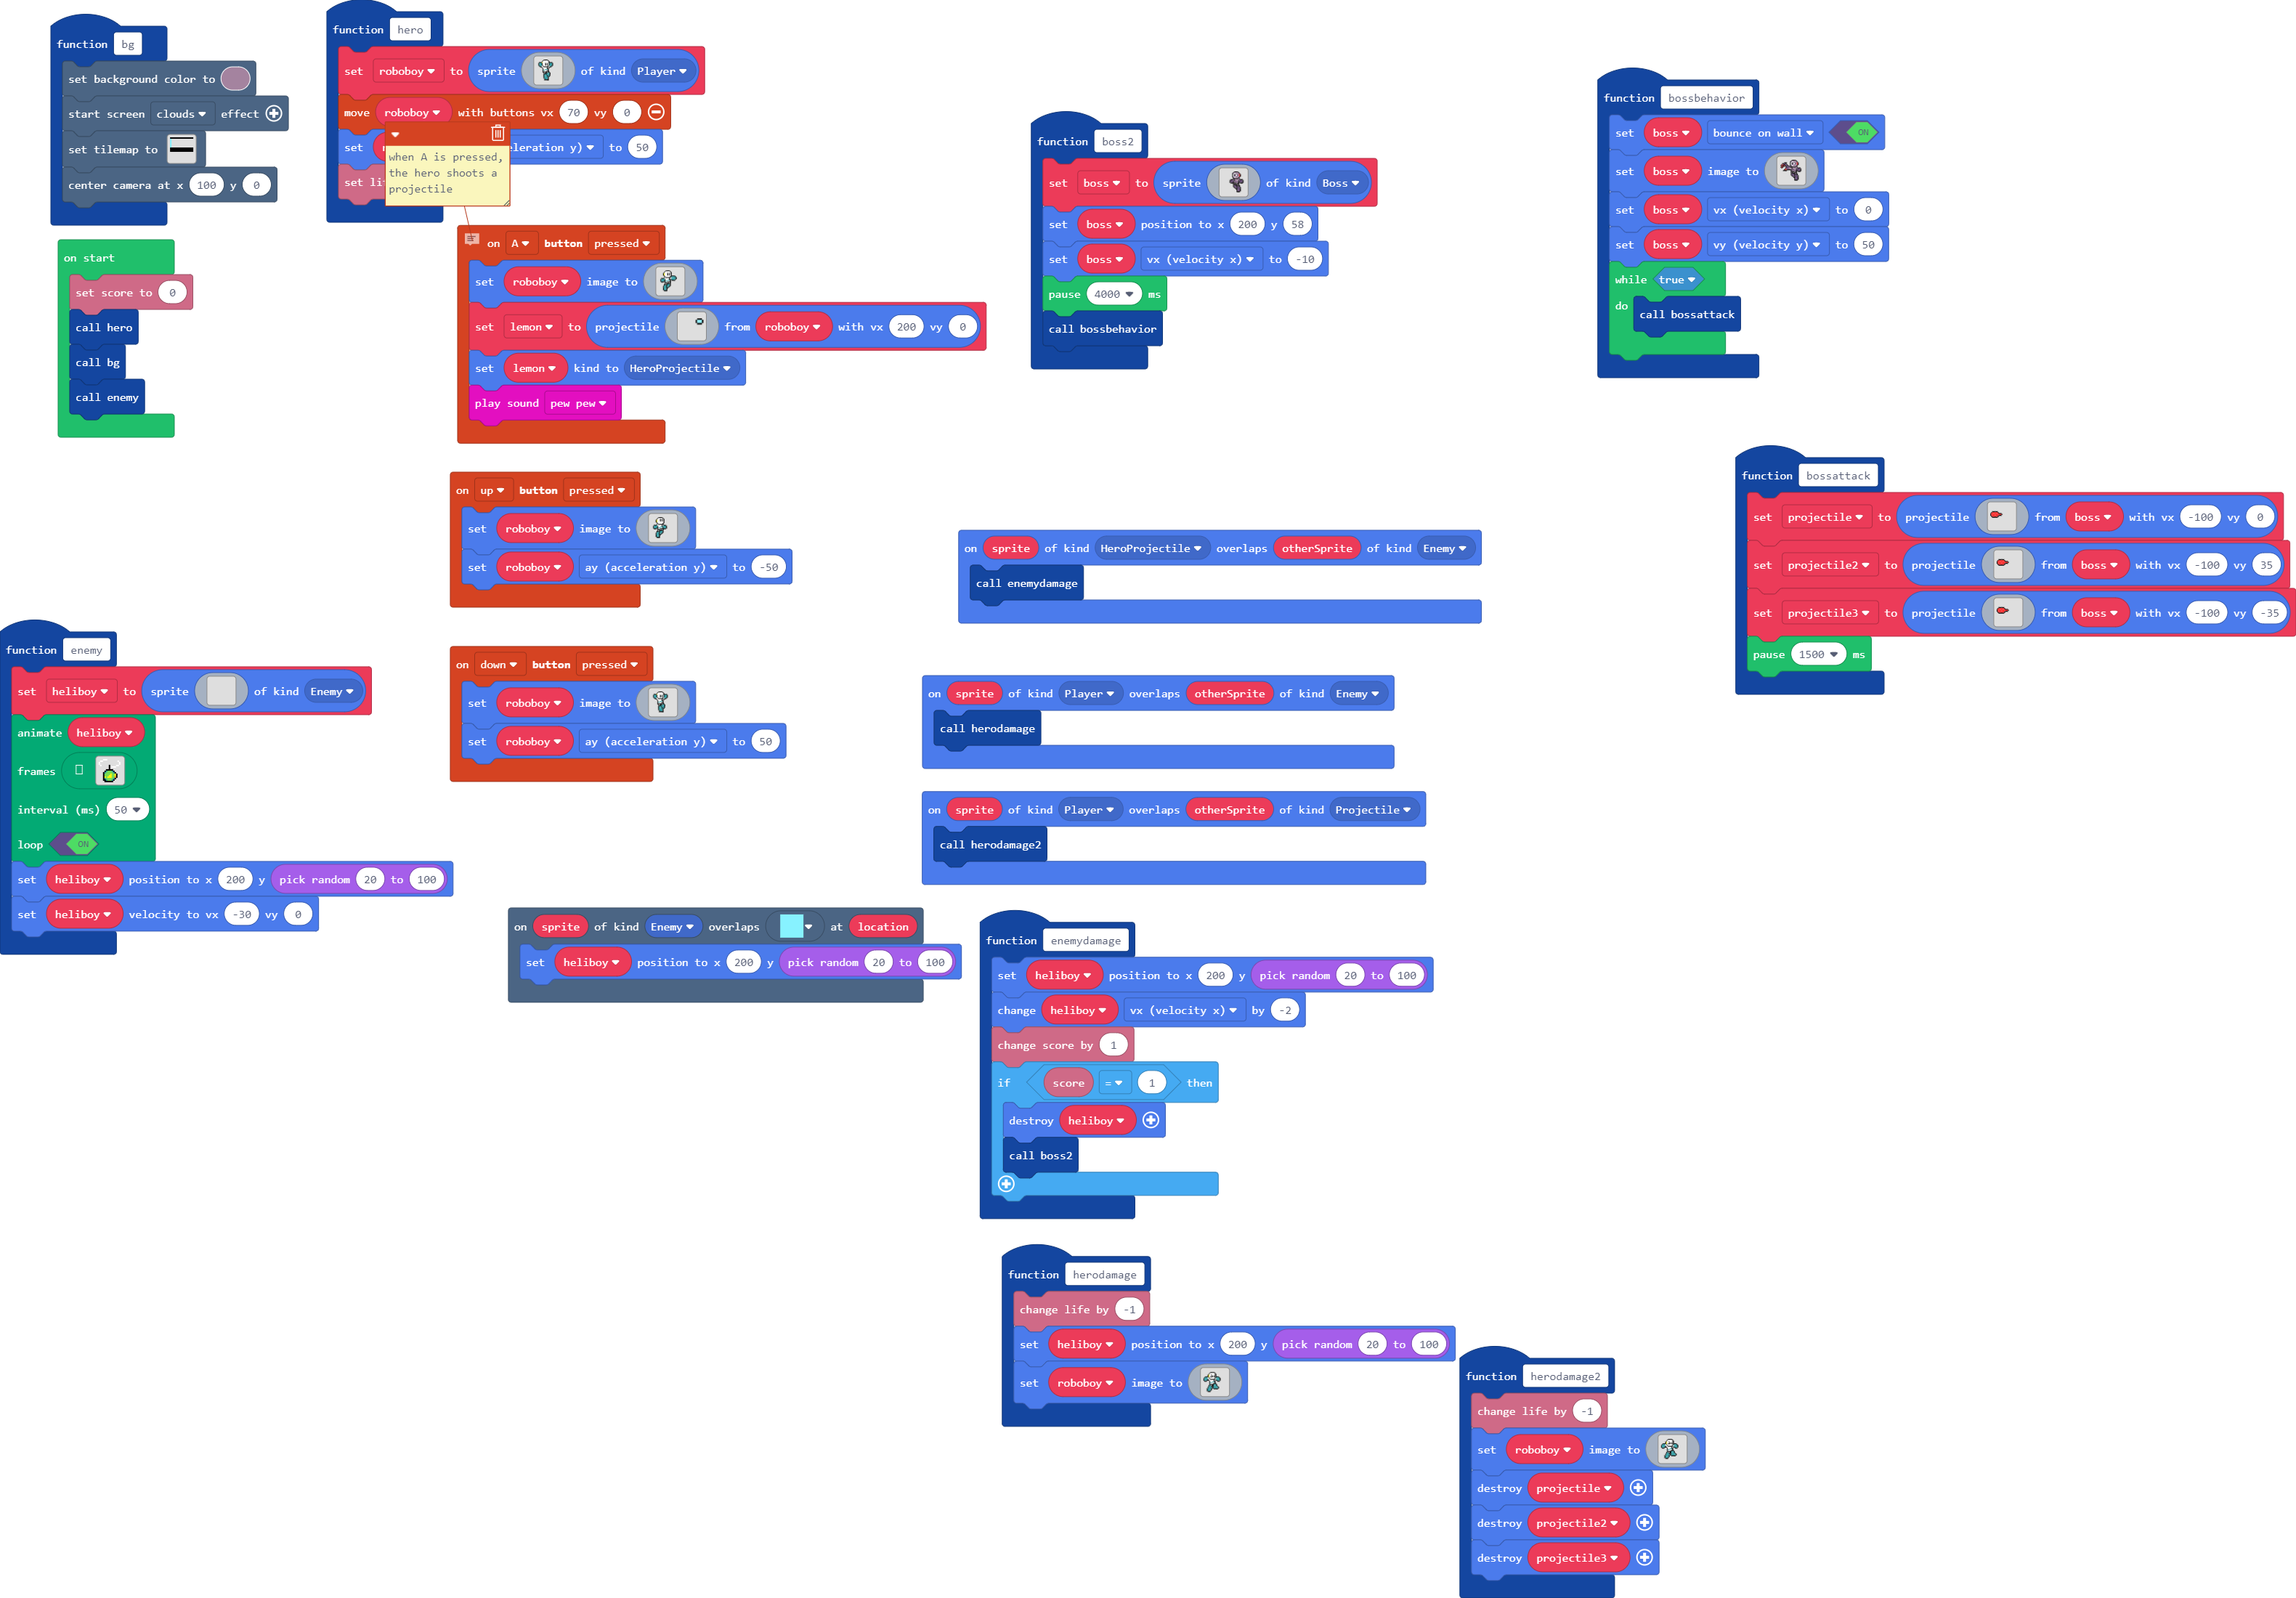 function bg
set background color to
start screen clouds effect
set tilemap to
center camera at x 100 y 0
on start
set score to 0
call hero
call bg
call enemy
function hero
set roboboy to sprite of kind Player
move roboboy with buttons vx 70 vy 0
set leration y) to 50
set li
when A is pressed,
the hero shoots a
projectile
on A button pressed
set roboboy image to
set lemon to projectile from roboboy with vx 200 vy 0
set lemon kind to HeroProjectile
play sound pew pew
on up button pressed
set roboboy image to
set roboboy ay (acceleration y) to -50
on down button pressed
set roboboy image to
set roboboy ay (acceleration y) to 50
function enemy
set heliboy to sprite of kind Enemy
animate heliboy
frames
interval (ms) 50
loop ON
set heliboy position to x 200 y pick random 20 to 100
set heliboy velocity to vx -30 vy 0
on sprite of kind Enemy overlaps at location
set heliboy position to x 200 y pick random 20 to 100
function boss2
set boss to sprite of kind Boss
set boss position to x 200 y 58
set boss vx (velocity x) to -10
pause 4000 ms
call bossbehavior
function bossbehavior
set boss bounce on wall ON
set boss image to
set boss vx (velocity x) to 0
set boss vy (velocity y) to 50
while true
do call bossattack
function bossattack
set projectile to projectile from boss with vx -100 vy 0
set projectile2 to projectile from boss with vx -100 vy 35
set projectile3 to projectile from boss with vx -100 vy -35
pause 1500 ms
on sprite of kind HeroProjectile overlaps otherSprite of kind Enemy
call enemydamage
on sprite of kind Player overlaps otherSprite of kind Enemy
call herodamage
on sprite of kind Player overlaps otherSprite of kind Projectile
call herodamage2
function enemydamage
set heliboy position to x 200 y pick random 20 to 100
change heliboy vx (velocity x) by -2
change score by 1
if score = 1 then
destroy heliboy
call boss2
function herodamage
change life by -1
set heliboy position to x 200 y pick random 20 to 100
set roboboy image to
function herodamage2
change life by -1
set roboboy image to
destroy projectile
destroy projectile2
destroy projectile3